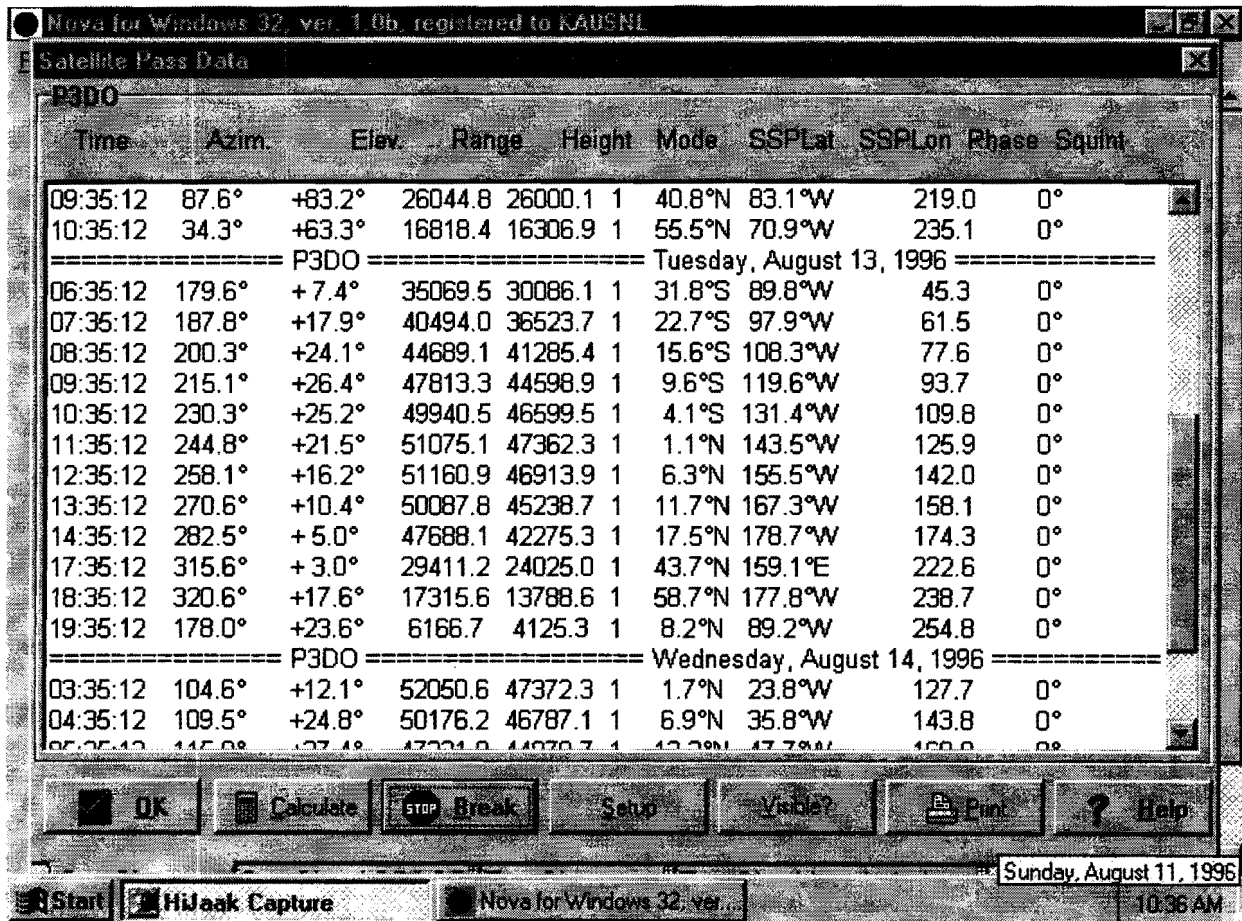 Nova for Windows 32, ver. 1.0b, registered to KAUSNL
Satellite Pass Data
P3DO
Time Azim. Elev. Range Height Mode SSPLat SSPLon Phase Squint
09:35:12 87.6° +83.2° 26044.8 26000.1 1 40.8°N 83.1°W 219.0 0°
10:35:12 34.3° +63.3° 16818.4 16306.9 1 55.5°N 70.9°W 235.1 0°
=============== P3DO ================== Tuesday, August 13, 1996 =============
06:35:12 179.6° + 7.4° 35069.5 30086.1 1 31.8°S 89.8°W 45.3 0°
07:35:12 187.8° +17.9° 40494.0 36523.7 1 22.7°S 97.9°W 61.5 0°
08:35:12 200.3° +24.1° 44689.1 41285.4 1 15.6°S 108.3°W 77.6 0°
09:35:12 215.1° +26.4° 47813.3 44598.9 1 9.6°S 119.6°W 93.7 0°
10:35:12 230.3° +25.2° 49940.5 46599.5 1 4.1°S 131.4°W 109.8 0°
11:35:12 244.8° +21.5° 51075.1 47362.3 1 1.1°N 143.5°W 125.9 0°
12:35:12 258.1° +16.2° 51160.9 46913.9 1 6.3°N 155.5°W 142.0 0°
13:35:12 270.6° +10.4° 50087.8 45238.7 1 11.7°N 167.3°W 158.1 0°
14:35:12 282.5° + 5.0° 47688.1 42275.3 1 17.5°N 178.7°W 174.3 0°
17:35:12 315.6° + 3.0° 29411.2 24025.0 1 43.7°N 159.1°E 222.6 0°
18:35:12 320.6° +17.6° 17315.6 13788.6 1 58.7°N 177.8°W 238.7 0°
19:35:12 178.0° +23.6° 6166.7 4125.3 1 8.2°N 89.2°W 254.8 0°
=============== P3DO ================== Wednesday, August 14, 1996 ===========
03:35:12 104.6° +12.1° 52050.6 47372.3 1 1.7°N 23.8°W 127.7 0°
04:35:12 109.5° +24.8° 50176.2 46787.1 1 6.9°N 35.8°W 143.8 0°
OK Calculate STOP Break Setup Visible? Print ? Help
Sunday, August 11, 1996
Start HiJaak Capture Nova for Windows 32, ver... 10:36 AM